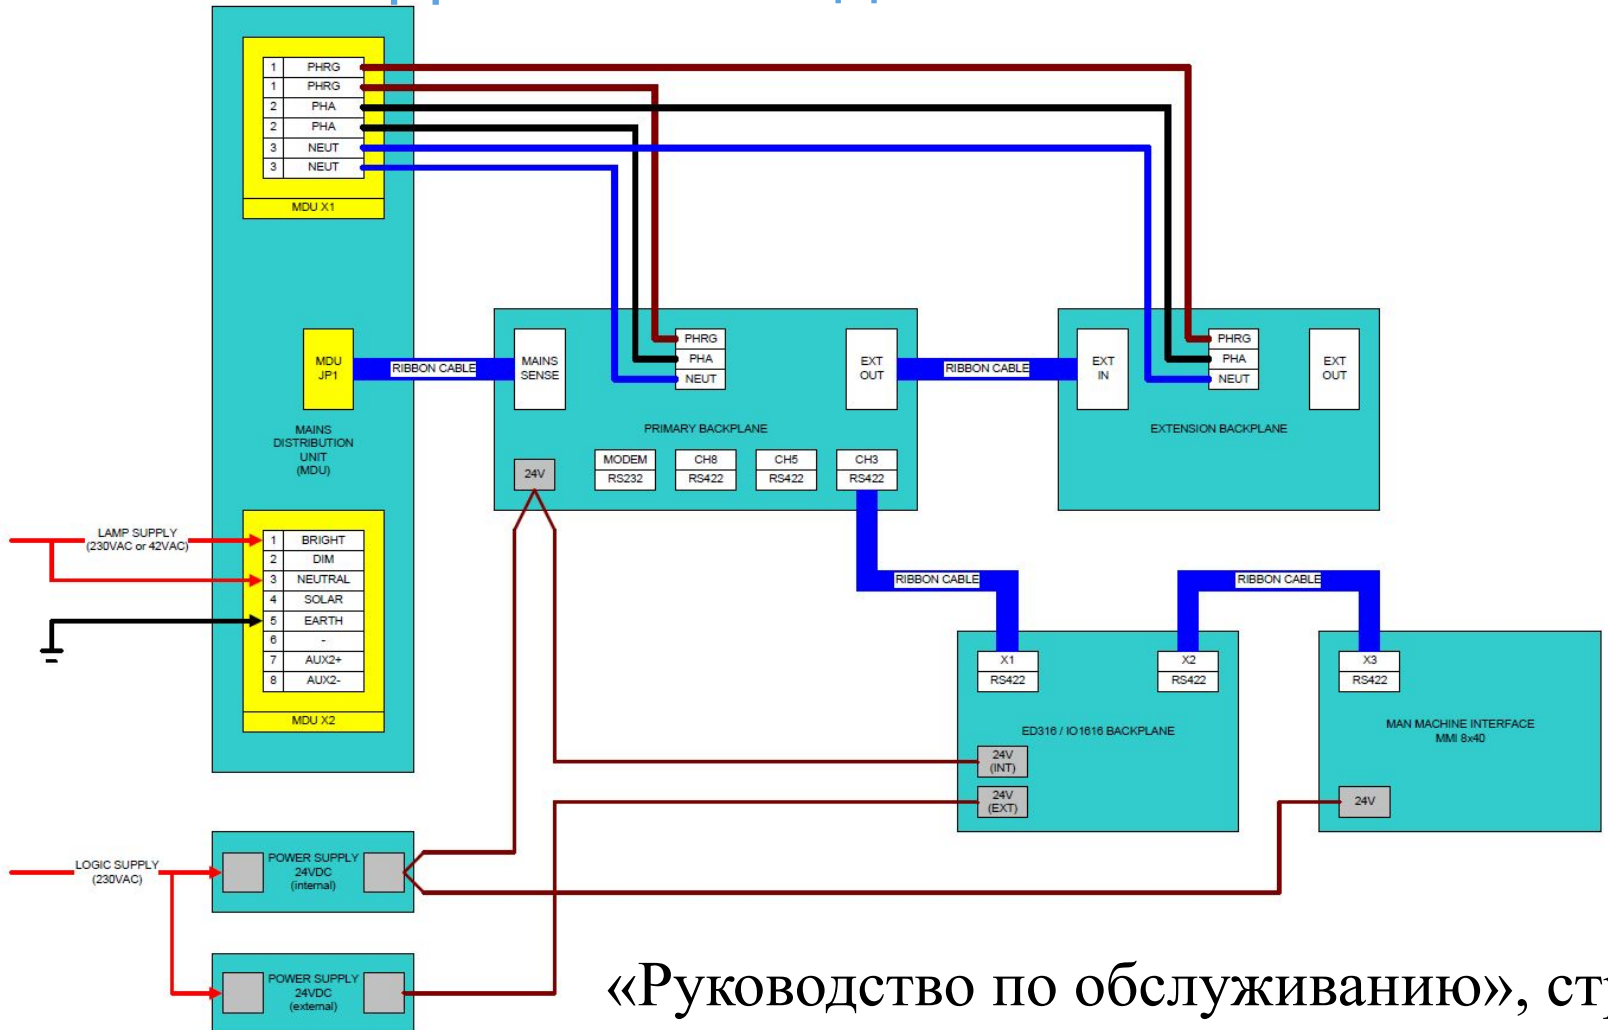 1 PHRG
1 PHRG
2 PHA
2 PHA
3 NEUT
3 NEUT
MDU X1
MDU
JP1
RIBBON CABLE
MAINS
SENSE
PHRG
PHA
NEUT
EXT
OUT
RIBBON CABLE
EXT
IN
PHRG
PHA
NEUT
EXT
OUT
MAINS
DISTRIBUTION
UNIT
(MDU)
PRIMARY BACKPLANE
EXTENSION BACKPLANE
24V
MODEM
RS232
CH8
RS422
CH5
RS422
CH3
RS422
LAMP SUPPLY
(230VAC or 42VAC)
1 BRIGHT
2 DIM
3 NEUTRAL
4 SOLAR
5 EARTH
6 -
7 AUX2+
8 AUX2-
MDU X2
RIBBON CABLE
RIBBON CABLE
X1
RS422
X2
RS422
X3
RS422
ED316 / IO1616 BACKPLANE
MAN MACHINE INTERFACE
MMI 8x40
24V
(INT)
24V
(EXT)
24V
LOGIC SUPPLY
(230VAC)
POWER SUPPLY
24VDC
(internal)
POWER SUPPLY
24VDC
(external)
«Руководство по обслуживанию», стр